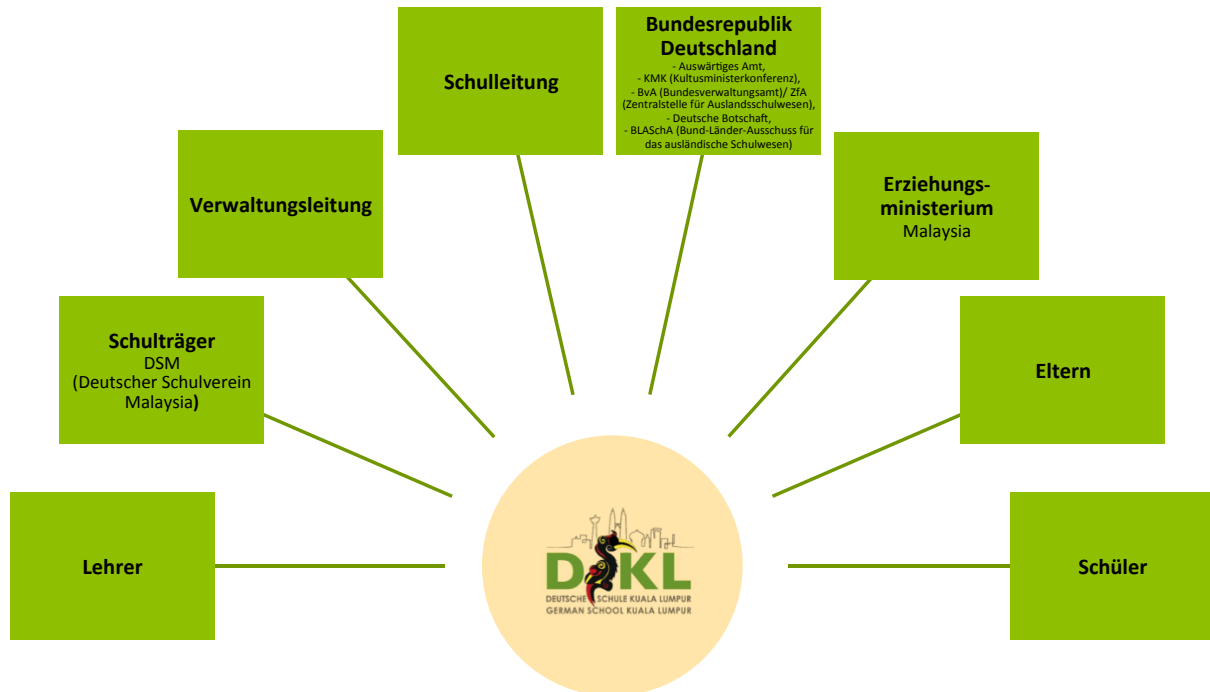 Bundesrepublik
Deutschland
- Auswärtiges Amt,
- KMK (Kultusministerkonferenz),
- BvA (Bundesverwaltungsamt)/ ZfA
(Zentralstelle für Auslandsschulwesen),
- Deutsche Botschaft,
- BLASchA (Bund-Länder-Ausschuss für
das ausländische Schulwesen)
Schulleitung
Verwaltungsleitung
Erziehungs-
ministerium
Malaysia
Schulträger
DSM
(Deutscher Schulverein
Malaysia)
Eltern
Lehrer
Schüler
DSKL
DEUTSCHE SCHULE KUALA LUMPUR
GERMAN SCHOOL KUALA LUMPUR